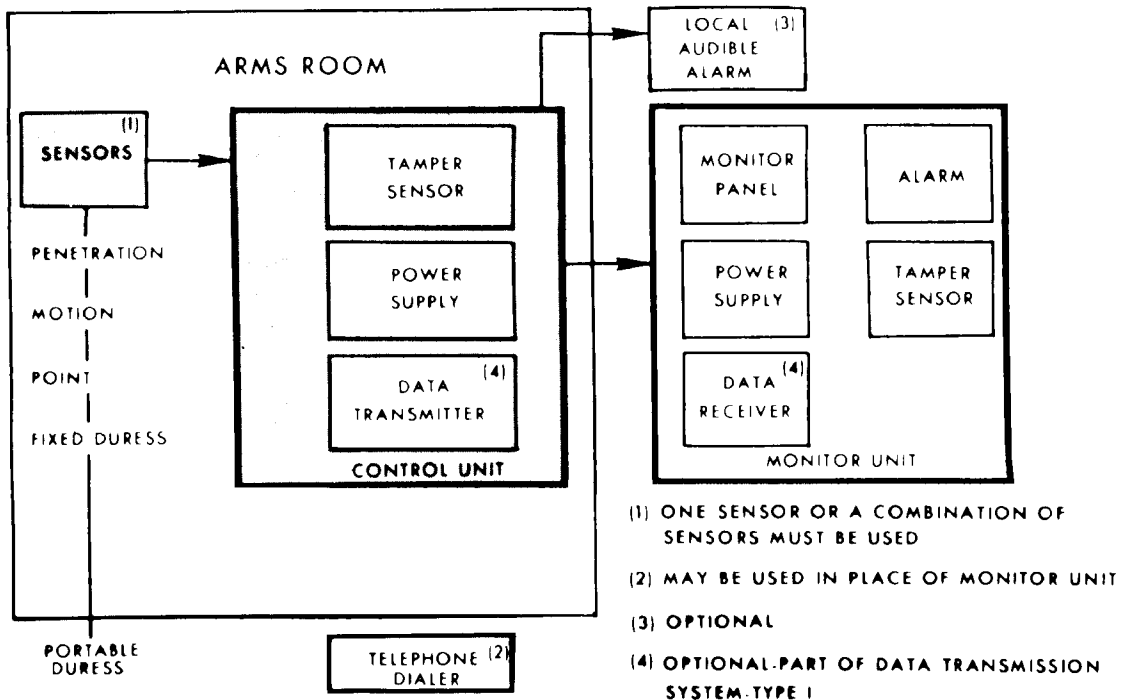 ARMS ROOM
(1)
SENSORS
PENETRATION
MOTION
POINT
FIXED DURESS
PORTABLE
DURESS
TAMPER
SENSOR
POWER
SUPPLY
(4)
DATA
TRANSMITTER
CONTROL UNIT
LOCAL (3)
AUDIBLE
ALARM
MONITOR
PANEL
ALARM
POWER
SUPPLY
TAMPER
SENSOR
(4)
DATA
RECEIVER
MONITOR UNIT
TELEPHONE (2)
DIALER
(1) ONE SENSOR OR A COMBINATION OF
SENSORS MUST BE USED
(2) MAY BE USED IN PLACE OF MONITOR UNIT
(3) OPTIONAL
(4) OPTIONAL-PART OF DATA TRANSMISSION
SYSTEM-TYPE I